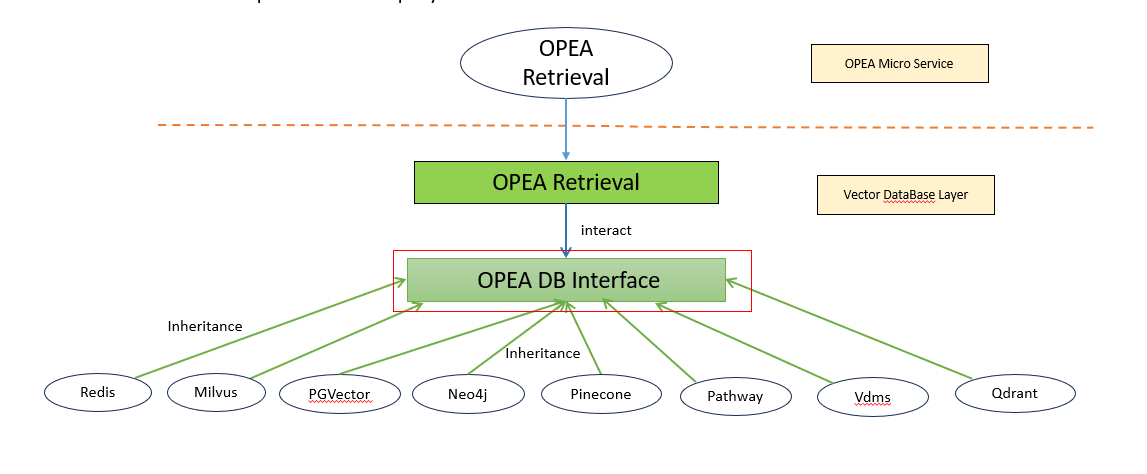 OPEA
Retrieval
OPEA Micro Service
OPEA Retrieval
Vector DataBase Layer
interact
OPEA DB Interface
Inheritance
Inheritance
Redis
Milvus
PGVector
Neo4j
Pinecone
Pathway
Vdms
Qdrant